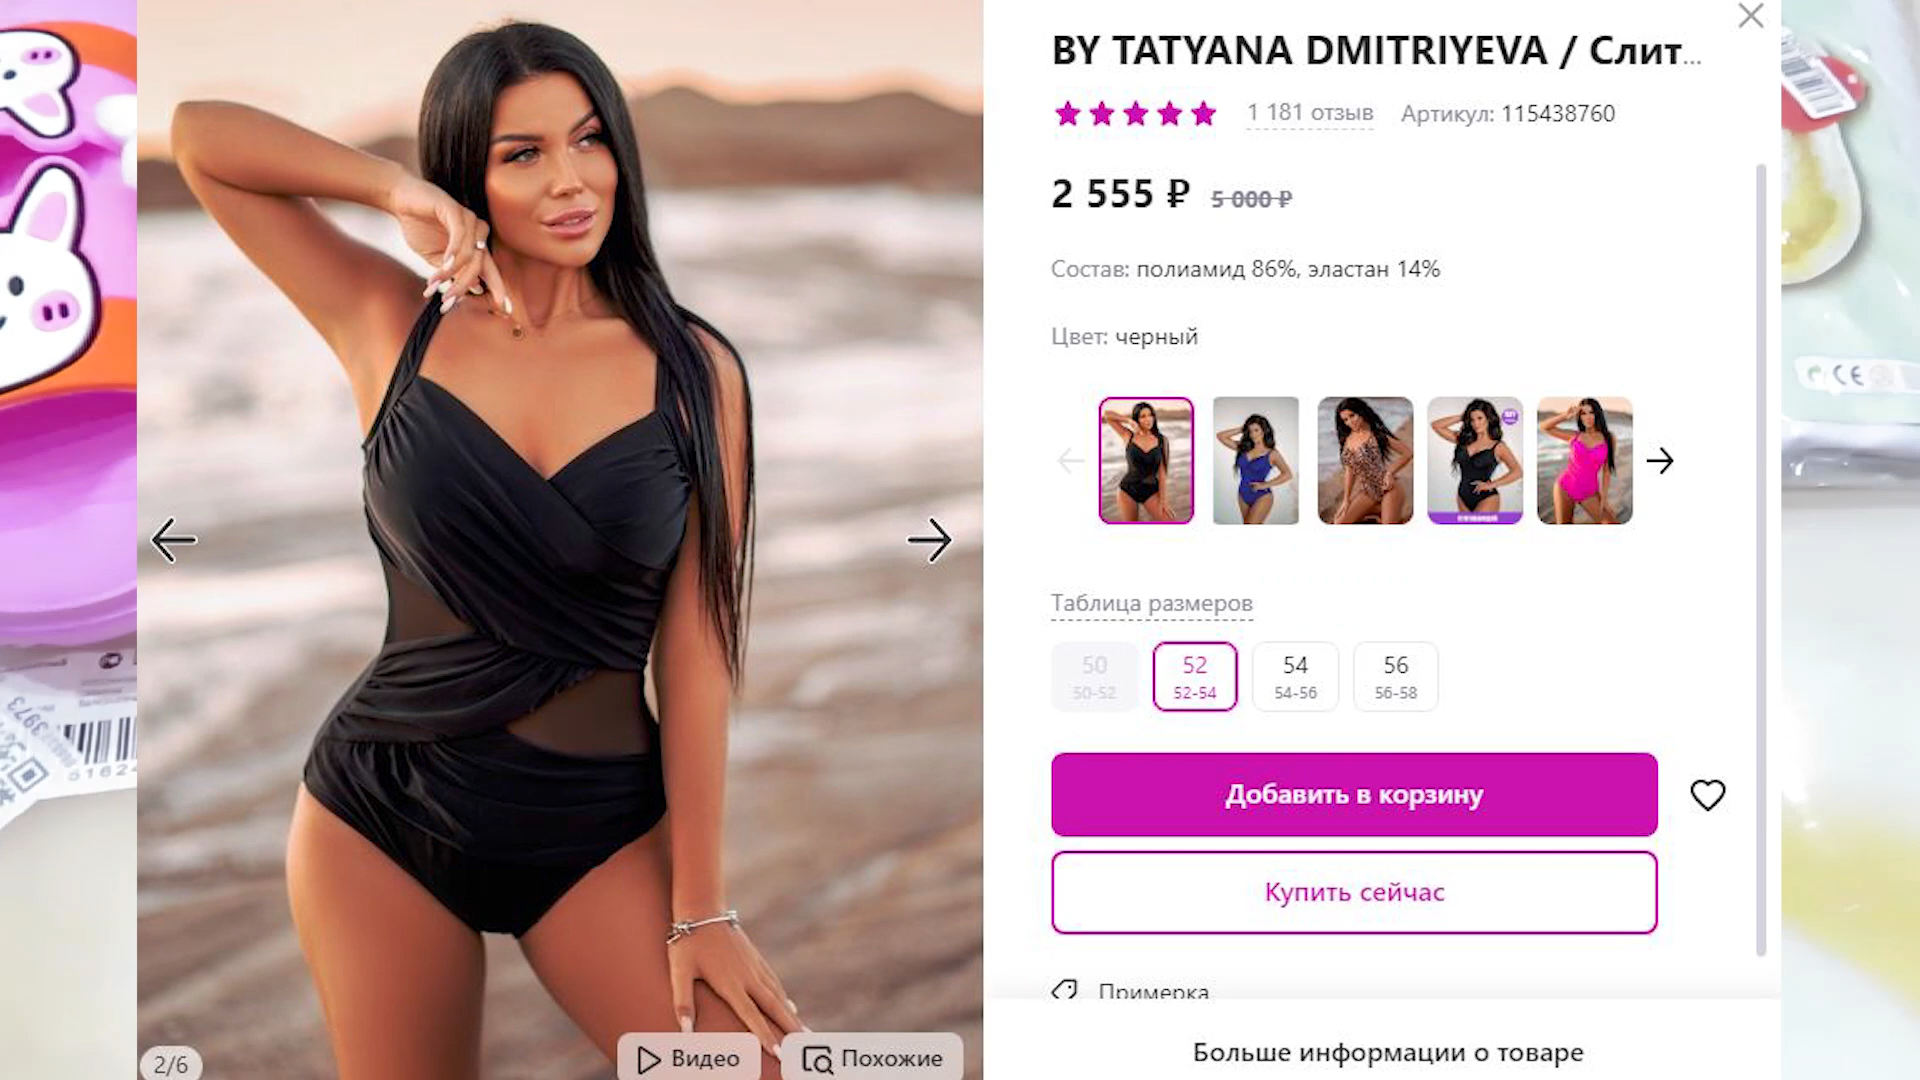 BY TATYANA DMITRIYEVA / Слит...
1 181 отзыв Артикул: 115438760
2 555 ₽ 5 000 ₽
Состав: полиамид 86%, эластан 14%
Цвет: черный
Таблица размеров
50 52 54 56
50-52 52-54 54-56 56-58
Добавить в корзину
Купить сейчас
Примерка
Больше информации о товаре
2/6
Видео
Похожие
3973
CE